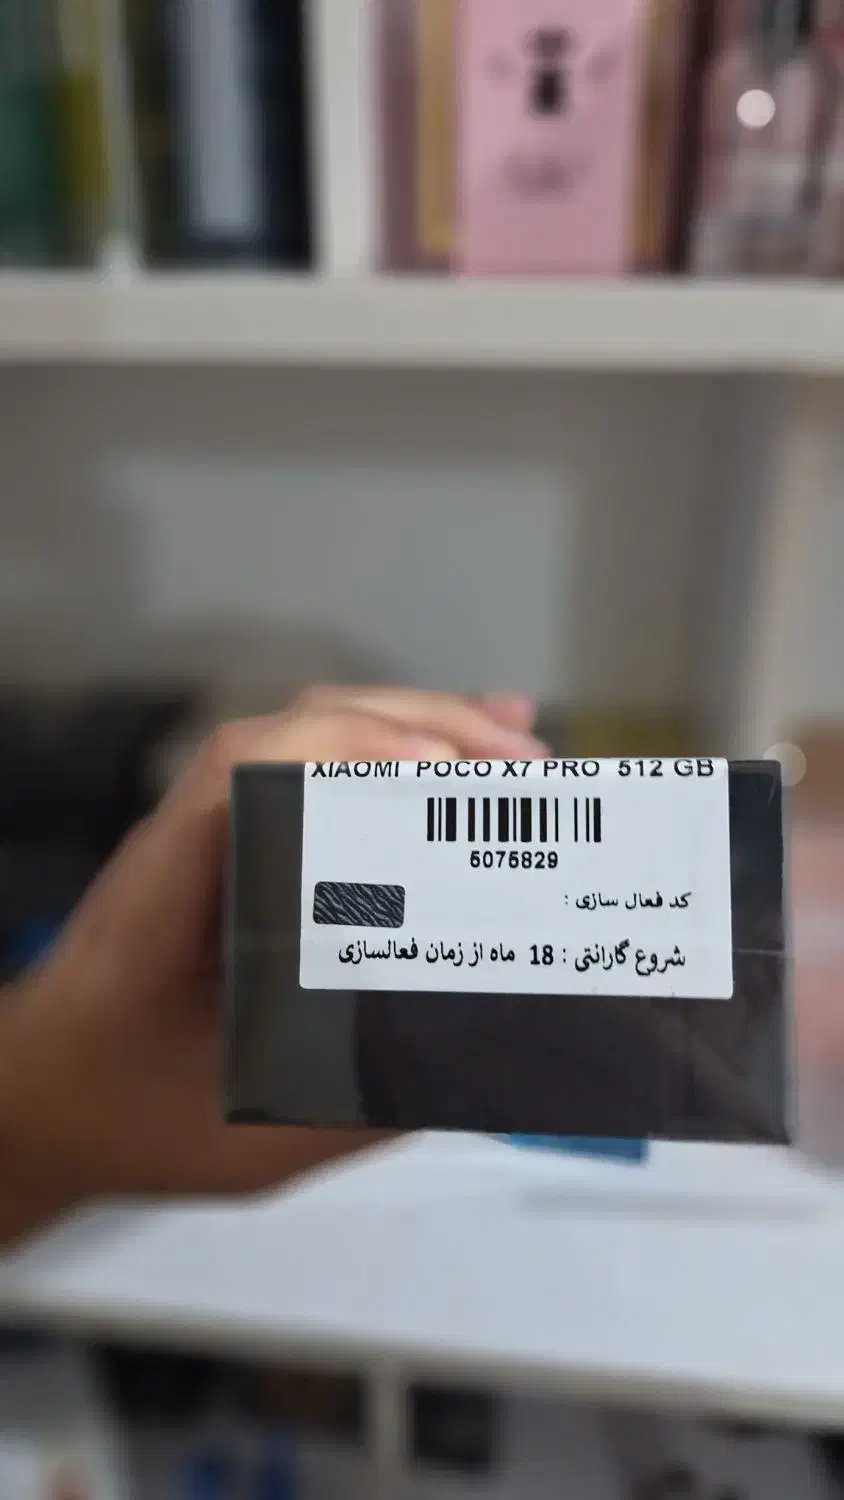 XIAOMI POCO X7 PRO 512 GB
5075829
کد فعال سازی :
شروع گارانتی : 18 ماه از زمان فعالسازی